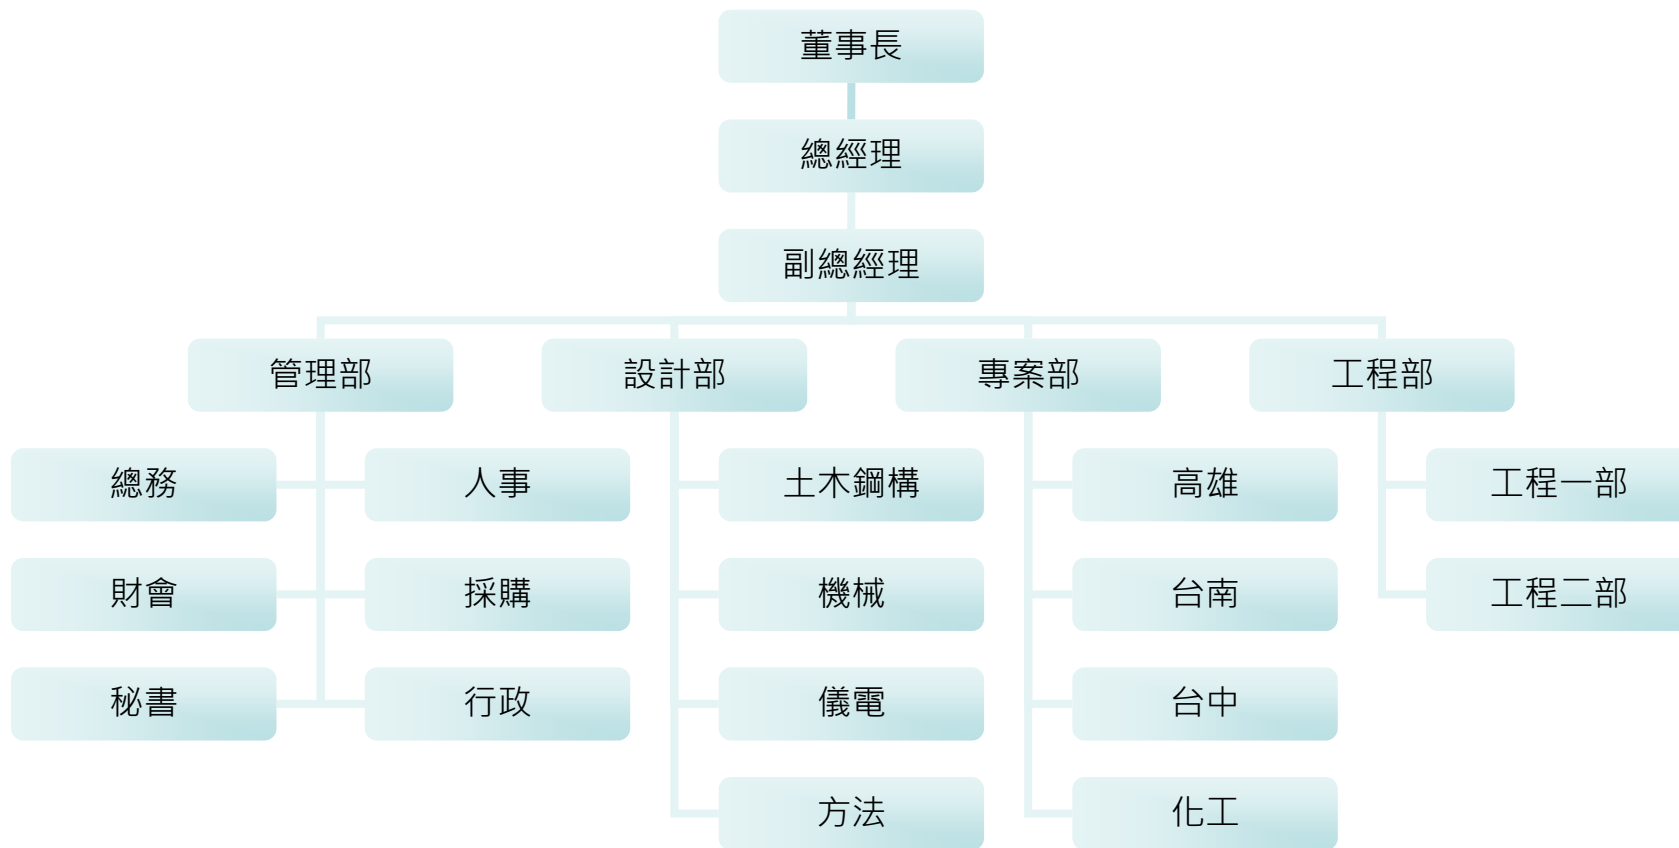 董事長
總經理
副總經理
管理部
設計部
專案部
工程部
總務
人事
土木鋼構
高雄
工程一部
財會
採購
機械
台南
工程二部
秘書
行政
儀電
台中
方法
化工